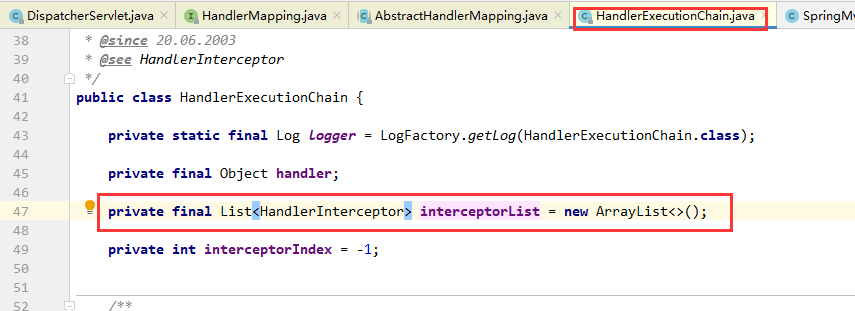 DispatcherServlet.java × HandlerMapping.java × AbstractHandlerMapping.java × HandlerExecutionChain.java × SpringMv
38 * @since 20.06.2003
39 * @see HandlerInterceptor
40 */
41 public class HandlerExecutionChain {
42
43 private static final Log logger = LogFactory.getLog(HandlerExecutionChain.class);
44
45 private final Object handler;
46
47 private final List<HandlerInterceptor> interceptorList = new ArrayList<>();
48
49 private int interceptorIndex = -1;
50
51
52 /**